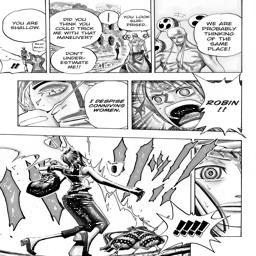 WE ARE
PROBABLY
THINKING
OF THE
SAME
PLACE!
YOU LOOK
SUR-
PRISED.
DID YOU
THINK YOU
COULD TRICK
ME WITH THAT
MANEUVER?
DON'T
UNDER-
ESTIMATE
ME!!
YOU ARE
SHALLOW.
ROBIN
!!
I DESPISE
CONNIVING
WOMEN.
!!!!